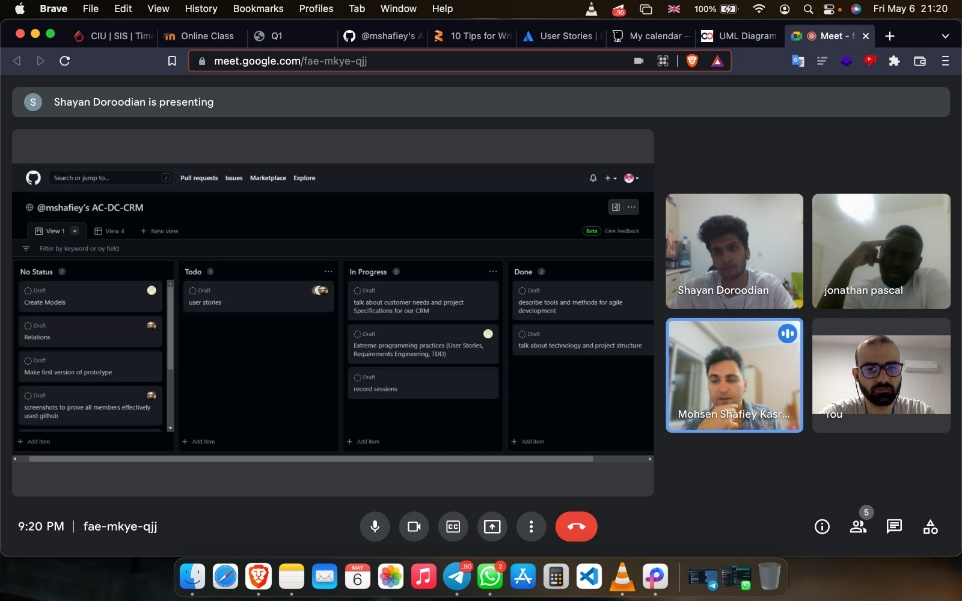 Brave File Edit View History Bookmarks Profiles Tab Window Help 100% Fri May 6 21:20
CIU | SIS | Tim Online Class Q1 @mshafiey's A 10 Tips for Wri User Stories | My calendar – UML Diagram Meet -
meet.google.com/fae-mkye-qjj
S Shayan Doroodian is presenting
Search or jump to... / Pull requests Issues Marketplace Explore
@mshafiey's AC-DC-CRM
View 1 View 4 + New view Beta Give feedback
Filter by keyword or by field
No Status
Draft
Create Models
Draft
Relations
Draft
Make first version of prototype
Draft
screenshots to prove all members effectively
used github
+ Add item
Todo
Draft
user stories
+ Add item
In Progress
Draft
talk about customer needs and project
Specifications for our CRM
Draft
Extreme programming practices (User Stories,
Requirements Engineering, TDD)
Draft
record sessions
+ Add item
Done
Draft
describe tools and methods for agile
development
Draft
talk about technology and project structure
+ Add item
Shayan Doroodian
jonathan pascal
Mohsen Shafiey Kasr...
You
9:20 PM | fae-mkye-qjj
5
MAY
6